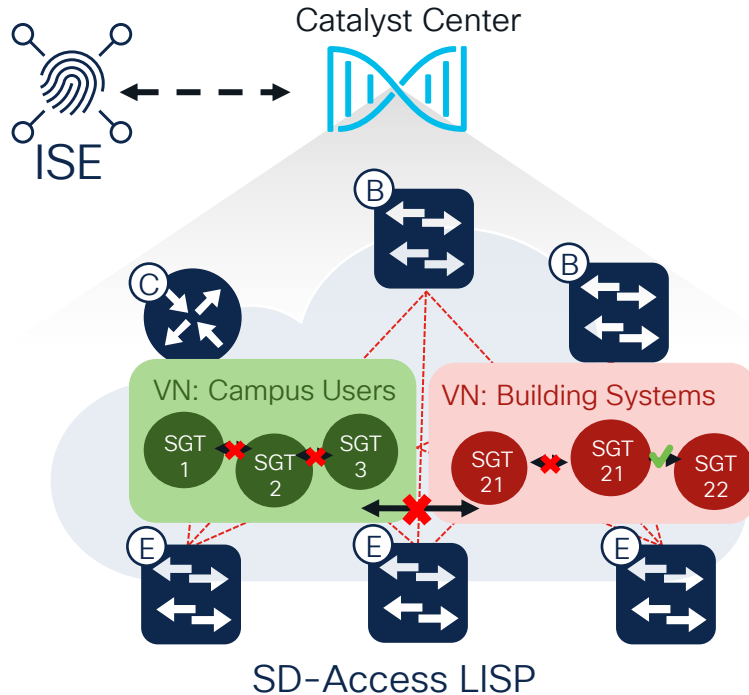 Catalyst Center
ISE
B
B
C
VN: Campus Users
VN: Building Systems
SGT
1
SGT
2
SGT
3
SGT
21
SGT
21
SGT
22
E
E
E
SD-Access LISP